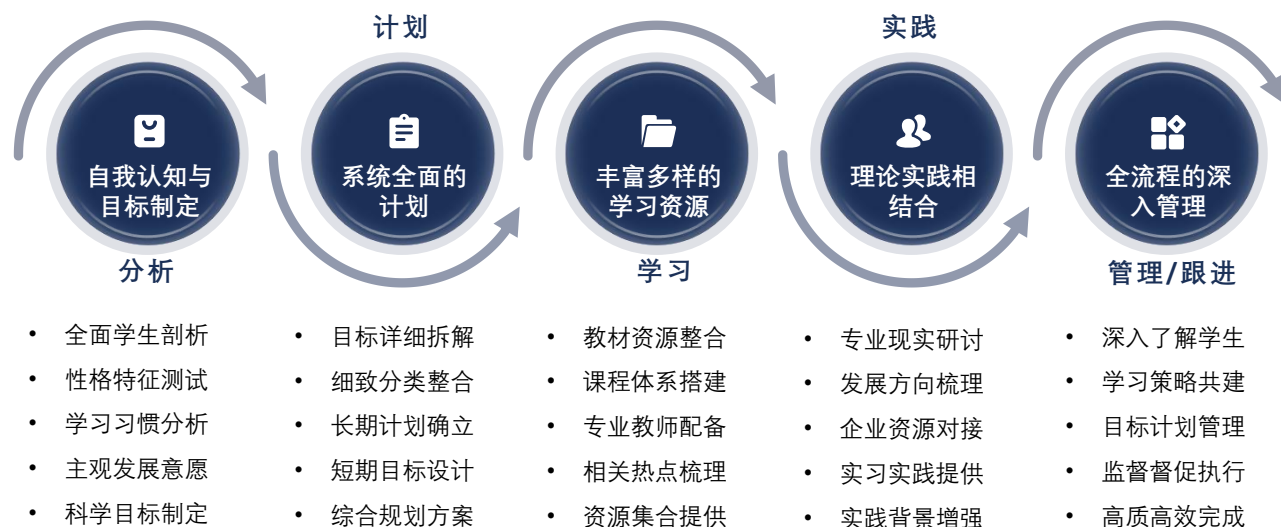 计划
实践
自我认知与
目标制定
系统全面的
计划
丰富多样的
学习资源
理论实践相
结合
全流程的深
入管理
分析
学习
管理/跟进
• 全面学生剖析
• 性格特征测试
• 学习习惯分析
• 主观发展意愿
• 科学目标制定
• 目标详细拆解
• 细致分类整合
• 长期计划确立
• 短期目标设计
• 综合规划方案
• 教材资源整合
• 课程体系搭建
• 专业教师配备
• 相关热点梳理
• 资源集合提供
• 专业现实研讨
• 发展方向梳理
• 企业资源对接
• 实习实践提供
• 实践背景增强
• 深入了解学生
• 学习策略共建
• 目标计划管理
• 监督督促执行
• 高质高效完成